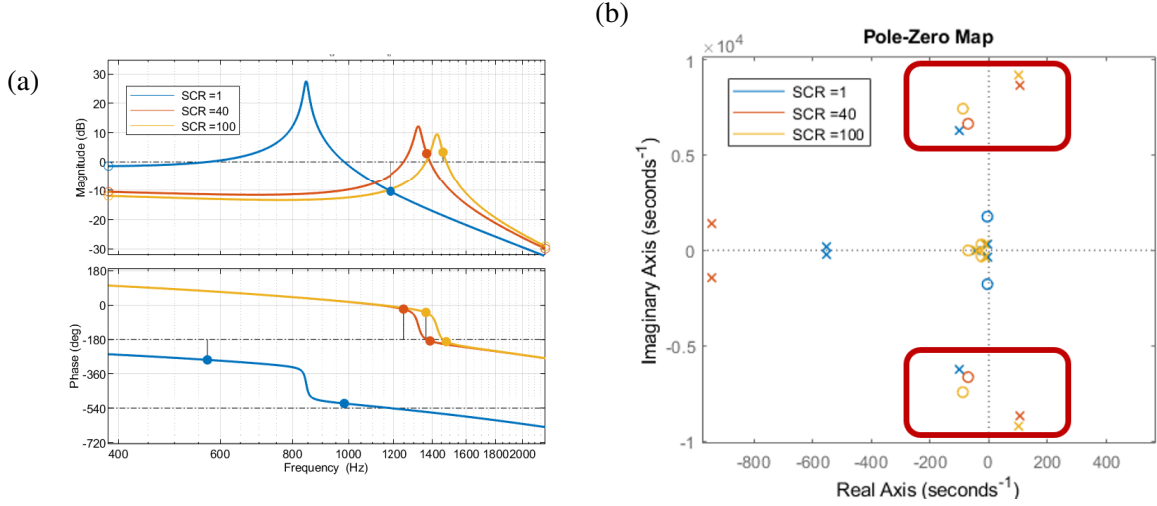 (a)
Magnitude (dB)
30
20
10
0
-10
-20
-30
SCR =1
SCR =40
SCR =100
Phase (deg)
180
0
-180
-360
-540
-720
400
600
800
1000
1200
1400
1600
1800
2000
Frequency (Hz)
(b)
Pole-Zero Map
×10⁴
Imaginary Axis (seconds⁻¹)
1
0.5
0
-0.5
-1
SCR =1
SCR =40
SCR =100
-800
-600
-400
-200
0
200
400
Real Axis (seconds⁻¹)